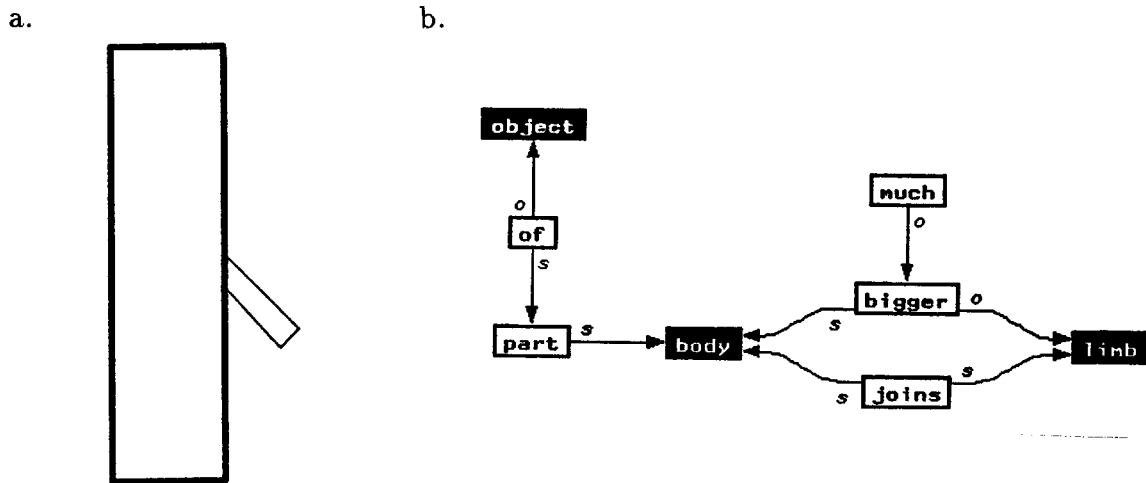 a.
b.
object
much
o
o
of
s
bigger
o
s
part
s
body
limb
s
joins
s